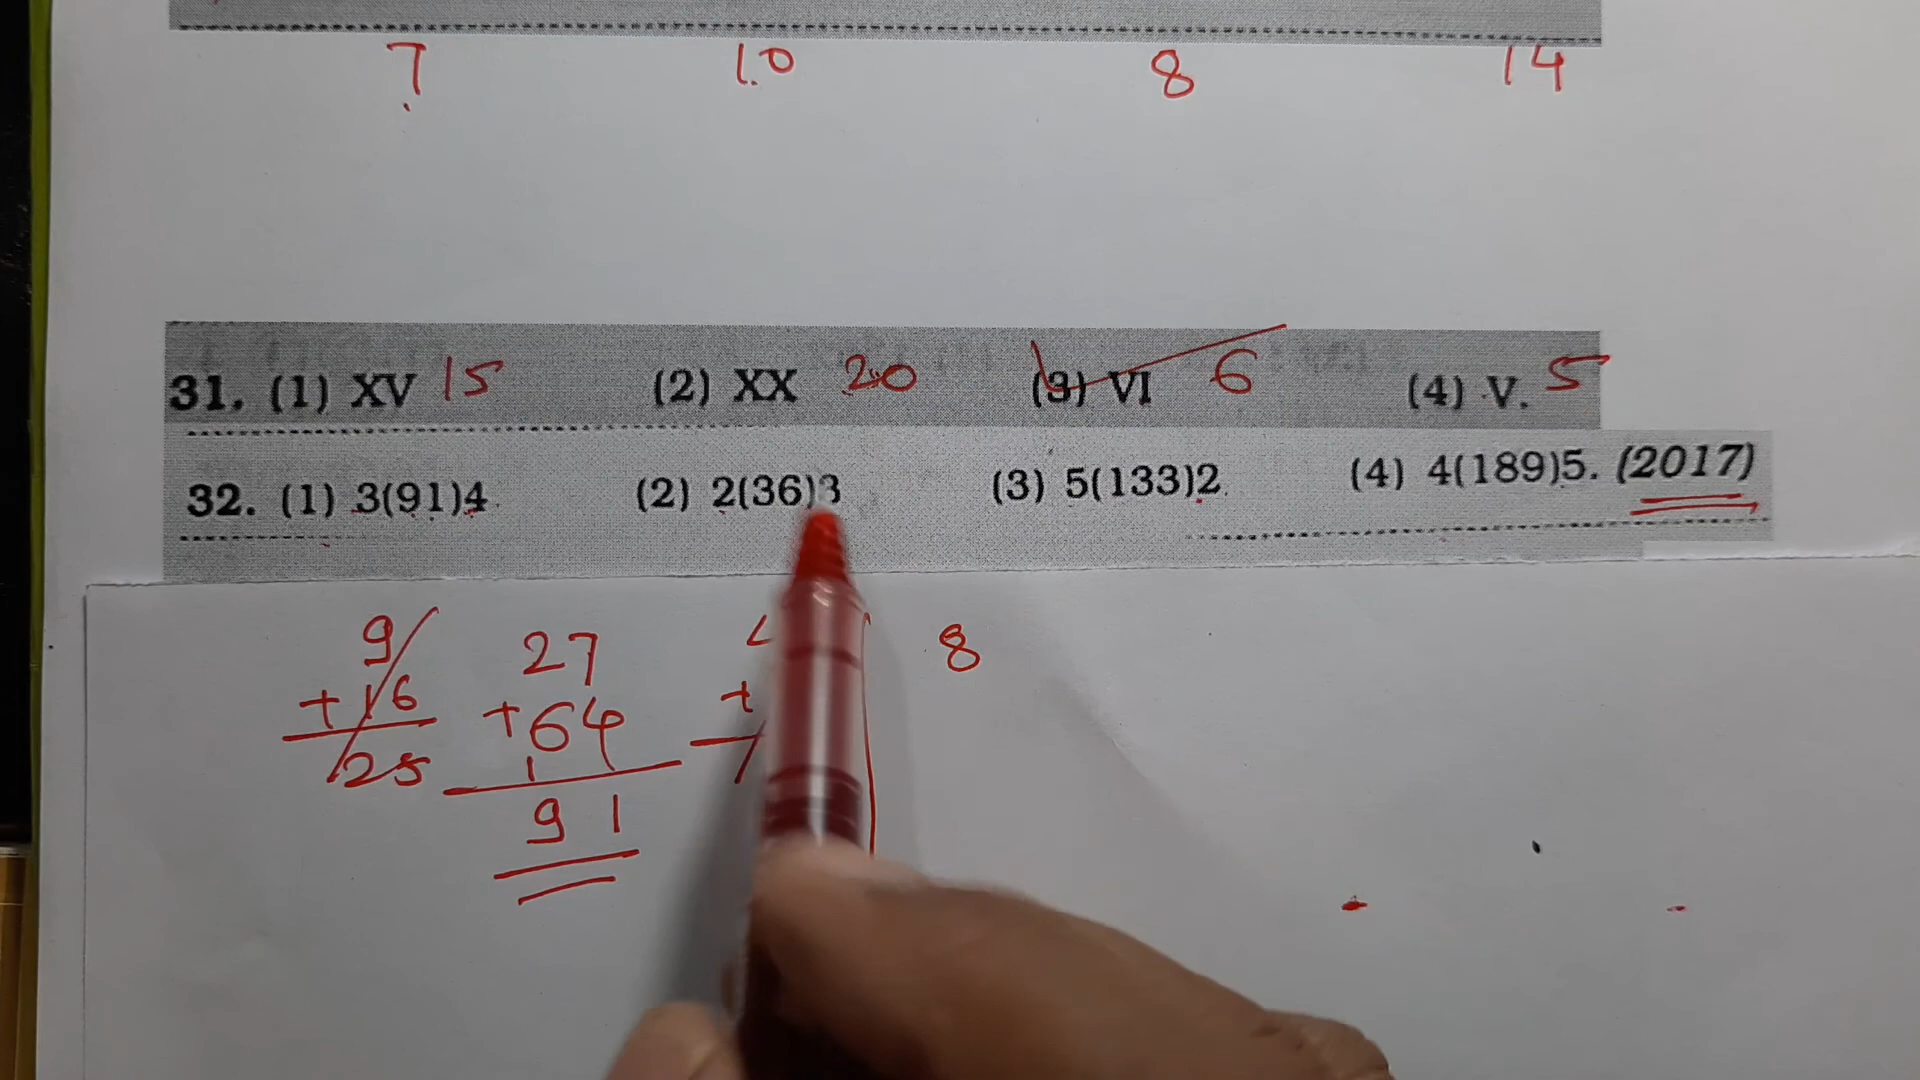 7 10 8 14
31. (1) XV 15 (2) XX 20 (3) VI 6 (4) V. 5
32. (1) 3(91)4 (2) 2(36)3 (3) 5(133)2 (4) 4(189)5. (2017)
9 27 8
+16 +64 +
25 1
91